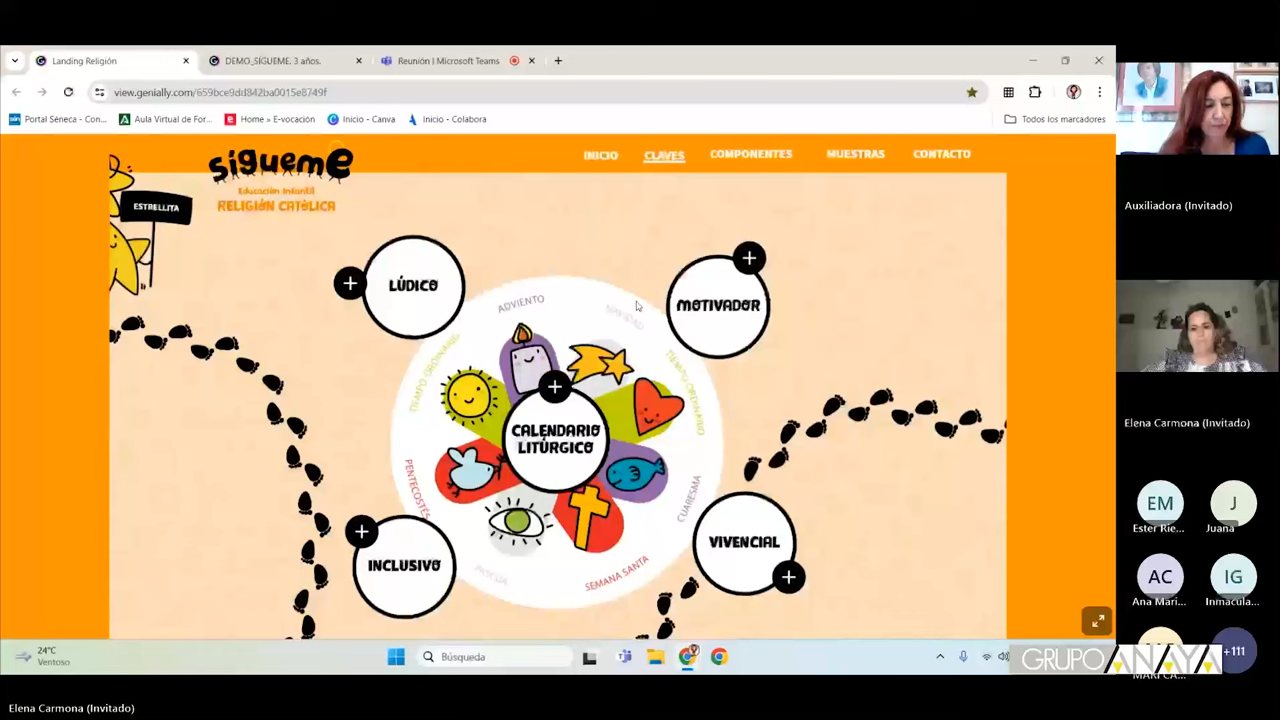 Landing Religión
DEMO_SÍGUEME. 3 años.
Reunión | Microsoft Teams
view.genially.com/659bce9dd842ba0015e8749f
Portal Séneca - Con...
Aula Virtual de For...
Home » E-vocación
Inicio - Canva
Inicio - Colabora
Todos los marcadores
sígueme
Educación Infantil
RELIGIÓN CATÓLICA
INICIO
CLAVES
COMPONENTES
MUESTRAS
CONTACTO
ESTRELLITA
LÚDICO
MOTIVADOR
ADVIENTO
NAVIDAD
TIEMPO ORDINARIO
TIEMPO ORDINARIO
CALENDARIO
LITÚRGICO
PENTECOSTÉS
CUARESMA
PASCUA
SEMANA SANTA
INCLUSIVO
VIVENCIAL
24°C
Ventoso
Búsqueda
Auxiliadora (Invitado)
Elena Carmona (Invitado)
EM
J
Ester Rie...
Juana
AC
IG
Ana Mari...
Inmacula...
+111
MARI CA...
GRUPO ANAYA
Elena Carmona (Invitado)